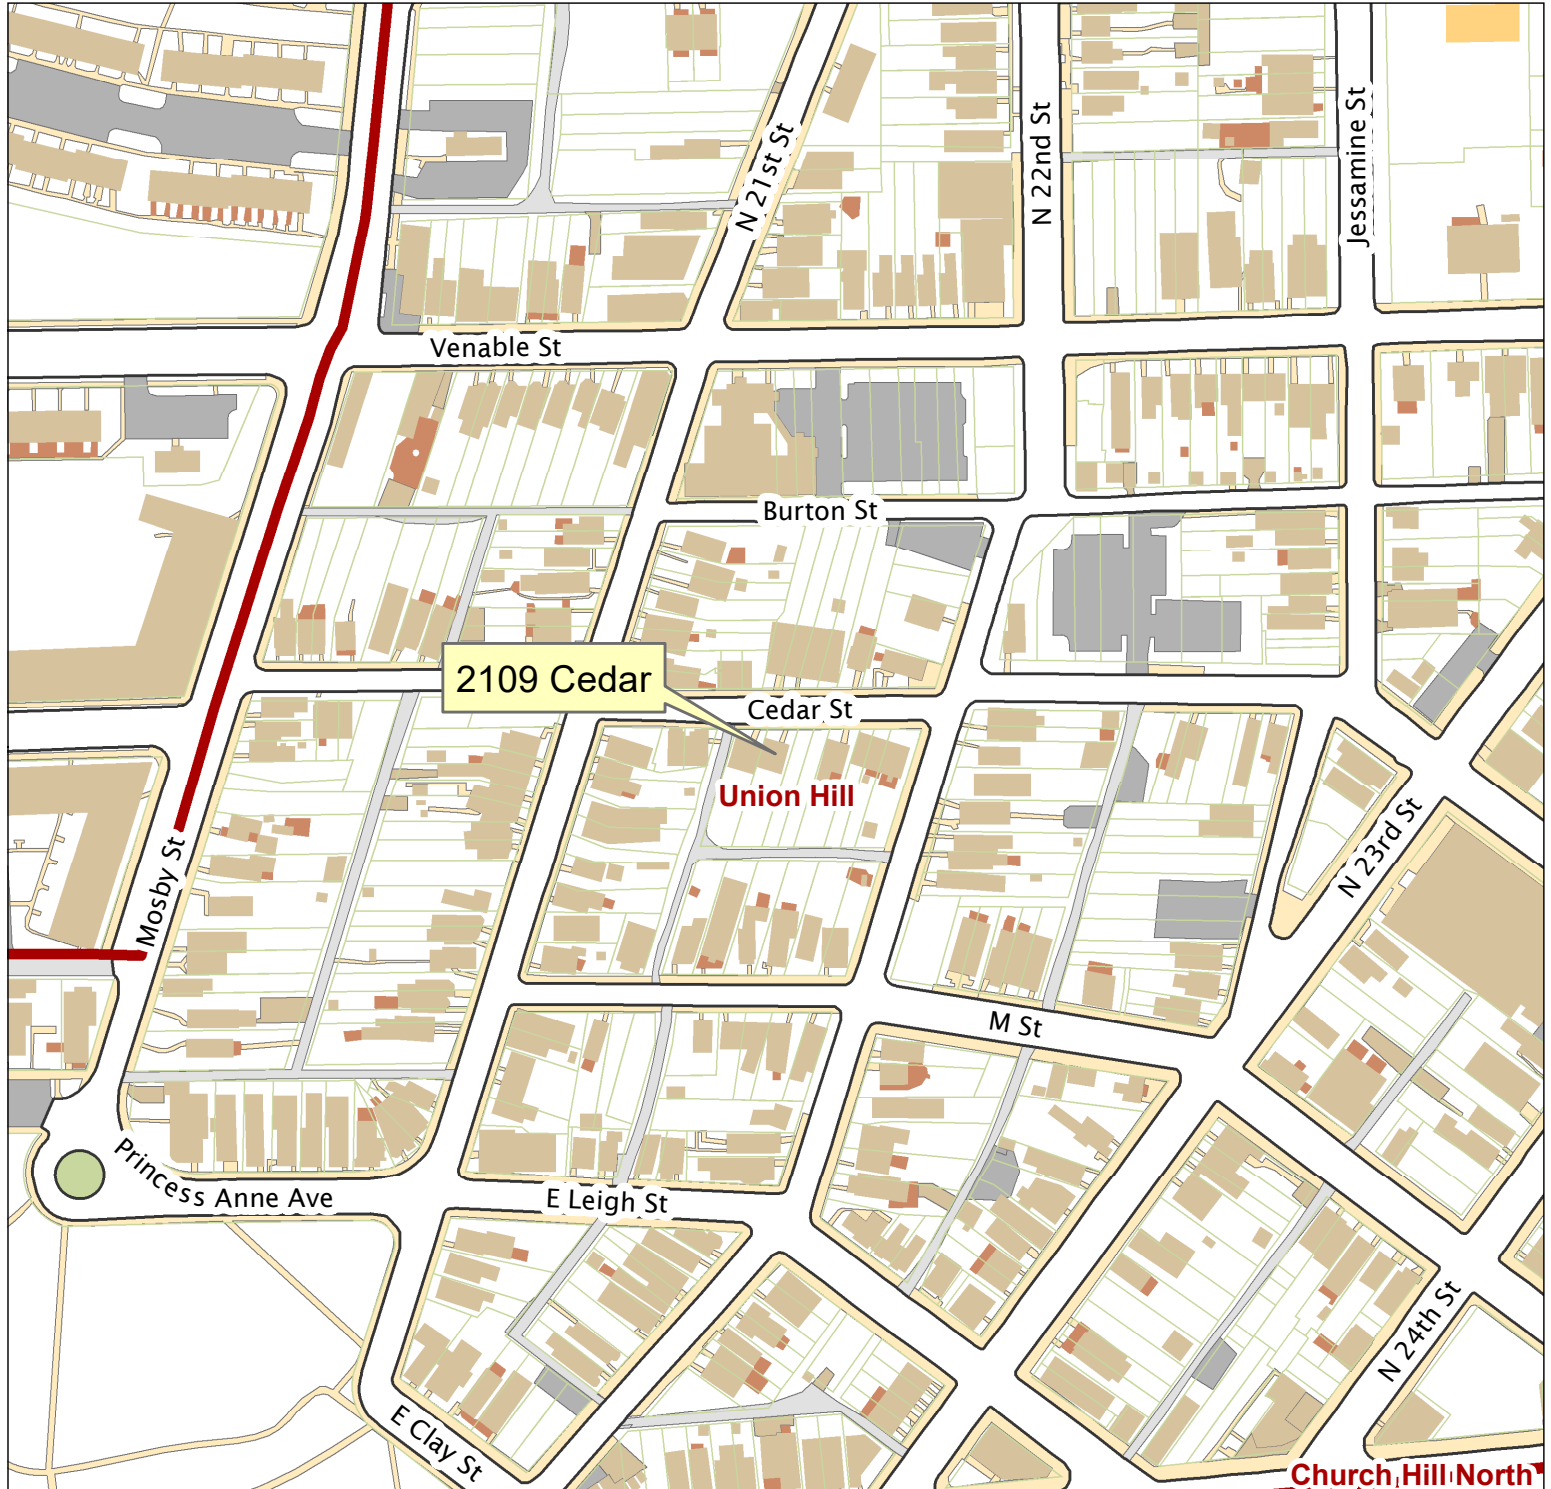 N 21st St
N 22nd St
Jessamine St
Venable St
Burton St
2109 Cedar
Cedar St
Union Hill
Mosby St
N 23rd St
M St
Princess Anne Ave
E Leigh St
N 24th St
E Clay St
Church Hill North